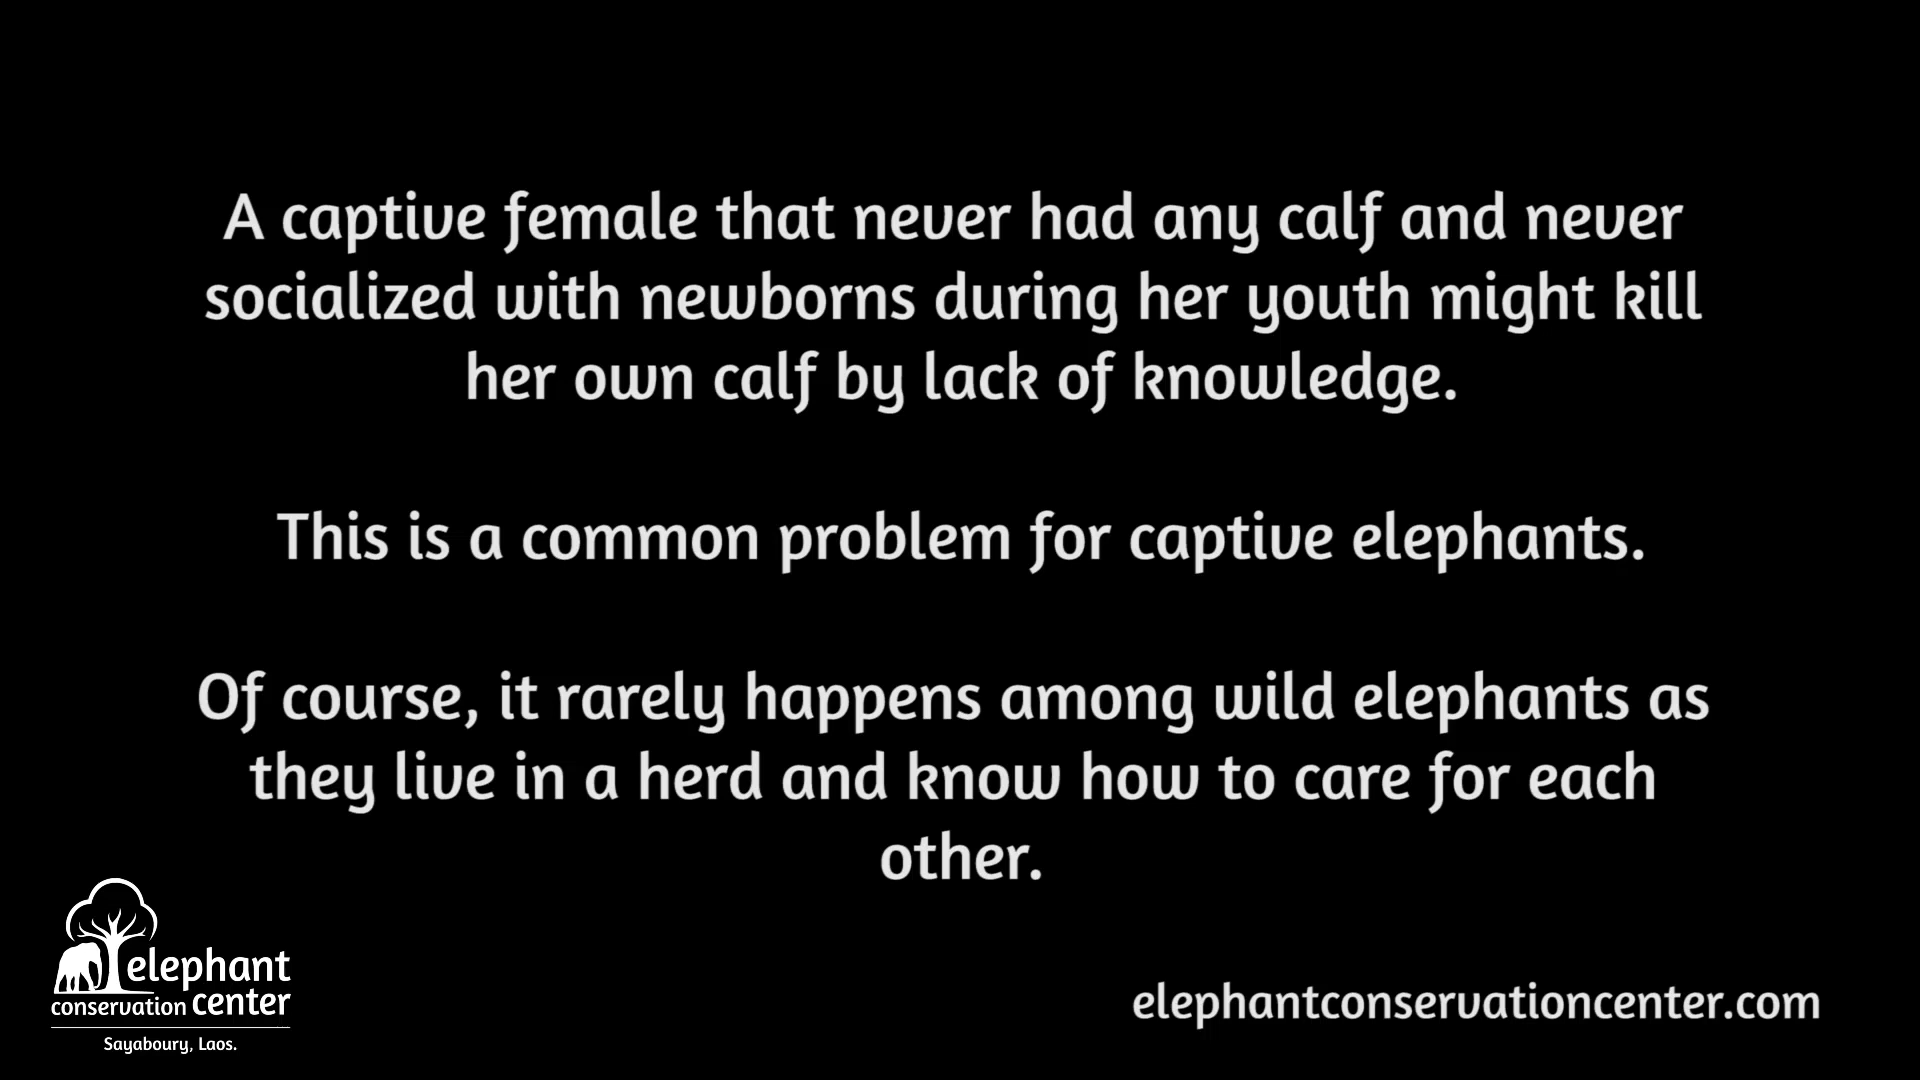 A captive female that never had any calf and never
socialized with newborns during her youth might kill
her own calf by lack of knowledge.
This is a common problem for captive elephants.
Of course, it rarely happens among wild elephants as
they live in a herd and know how to care for each
other.
elephant
conservation center
Sayaboury, Laos.
elephantconservationcenter.com